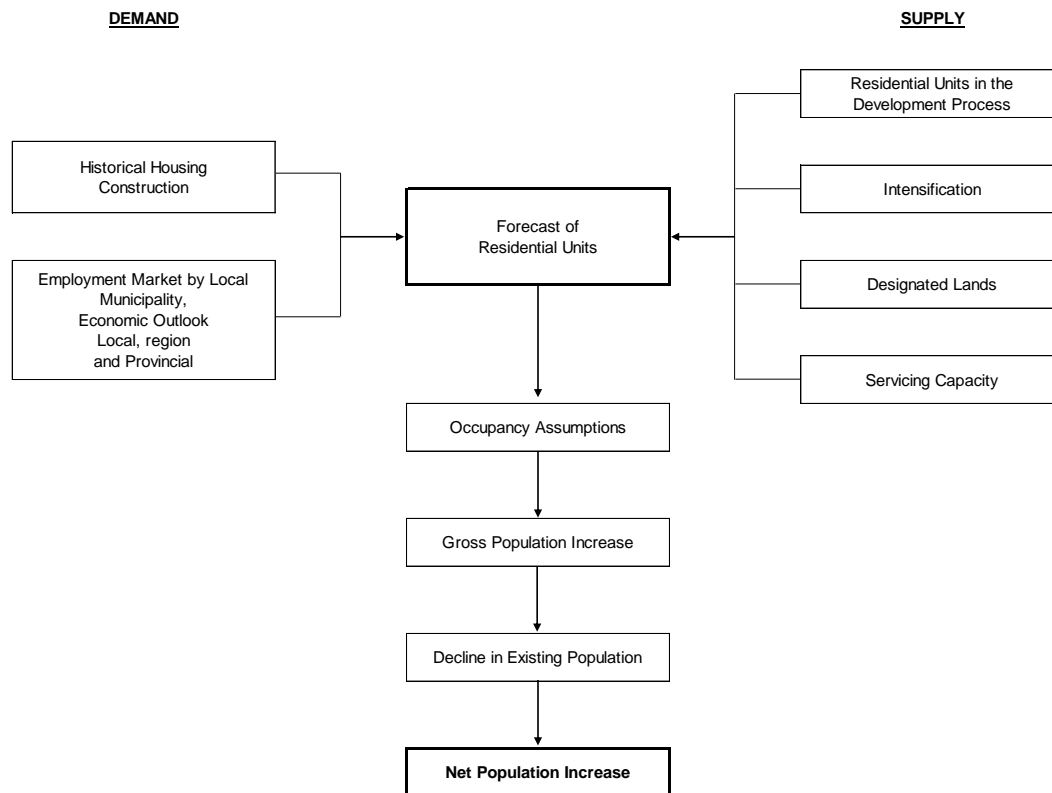 DEMAND
SUPPLY
Residential Units in the
Development Process
Historical Housing
Construction
Intensification
Forecast of
Residential Units
Employment Market by Local
Municipality,
Economic Outlook
Local, region
and Provincial
Designated Lands
Servicing Capacity
Occupancy Assumptions
Gross Population Increase
Decline in Existing Population
Net Population Increase